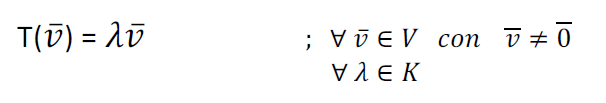 T(v̅) = λv̅ ; ∀ v̅ ∈ V con v̅ ≠ 0̅
∀ λ ∈ K